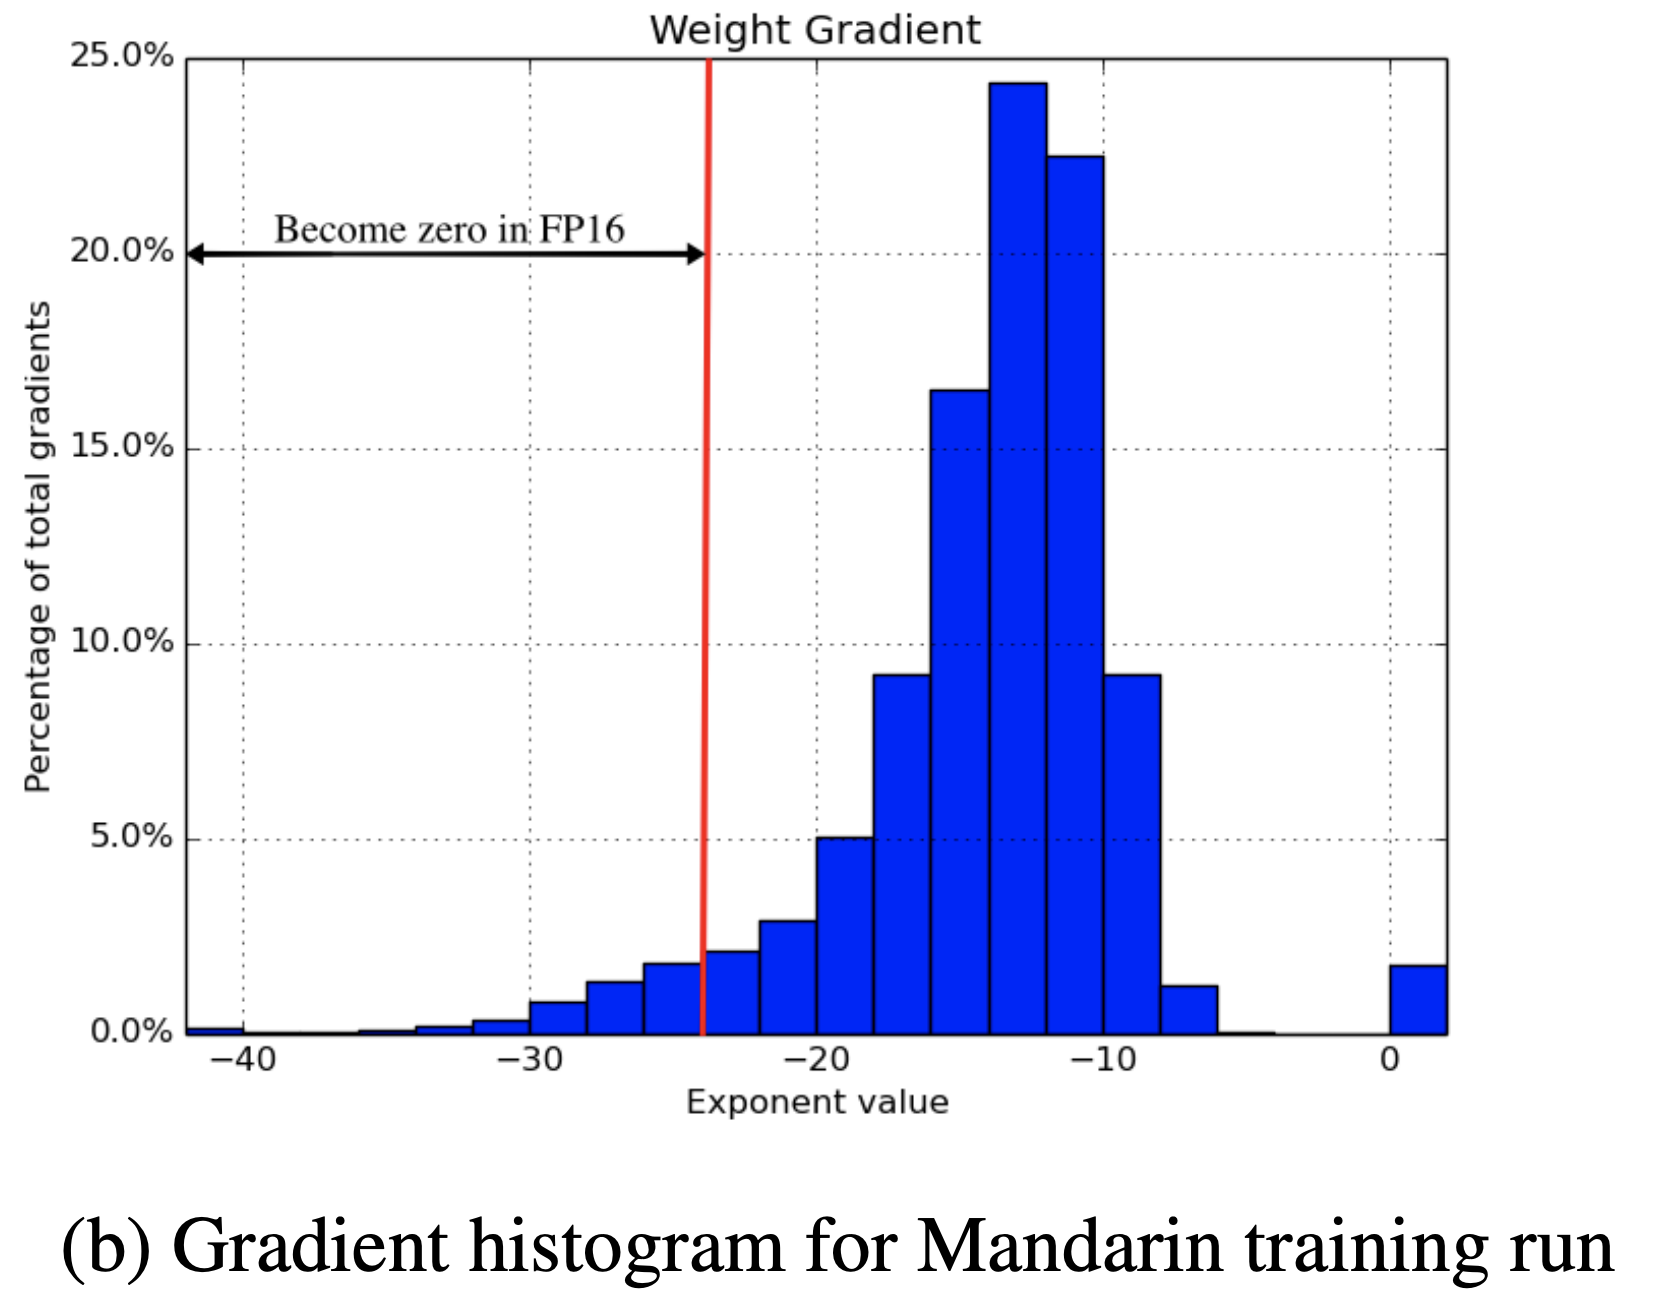 Weight Gradient
25.0%
20.0%
15.0%
10.0%
5.0%
0.0%
Percentage of total gradients
Become zero in FP16
−40 −30 −20 −10 0
Exponent value
(b) Gradient histogram for Mandarin training run